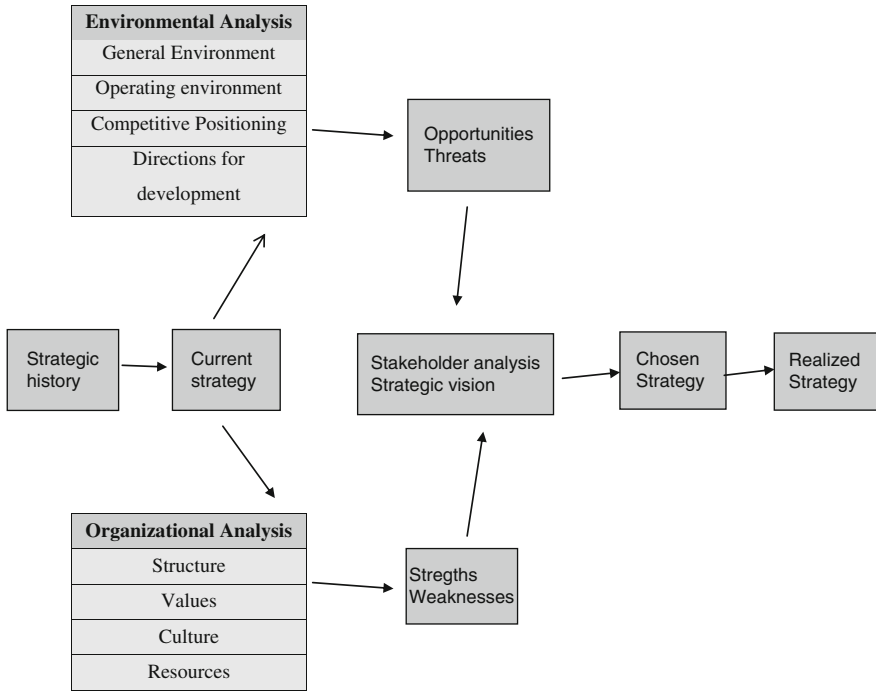 Environmental Analysis
General Environment
Operating environment
Competitive Positioning
Directions for
development
Opportunities
Threats
Strategic
history
Current
strategy
Stakeholder analysis
Strategic vision
Chosen
Strategy
Realized
Strategy
Organizational Analysis
Structure
Values
Culture
Resources
Stregths
Weaknesses